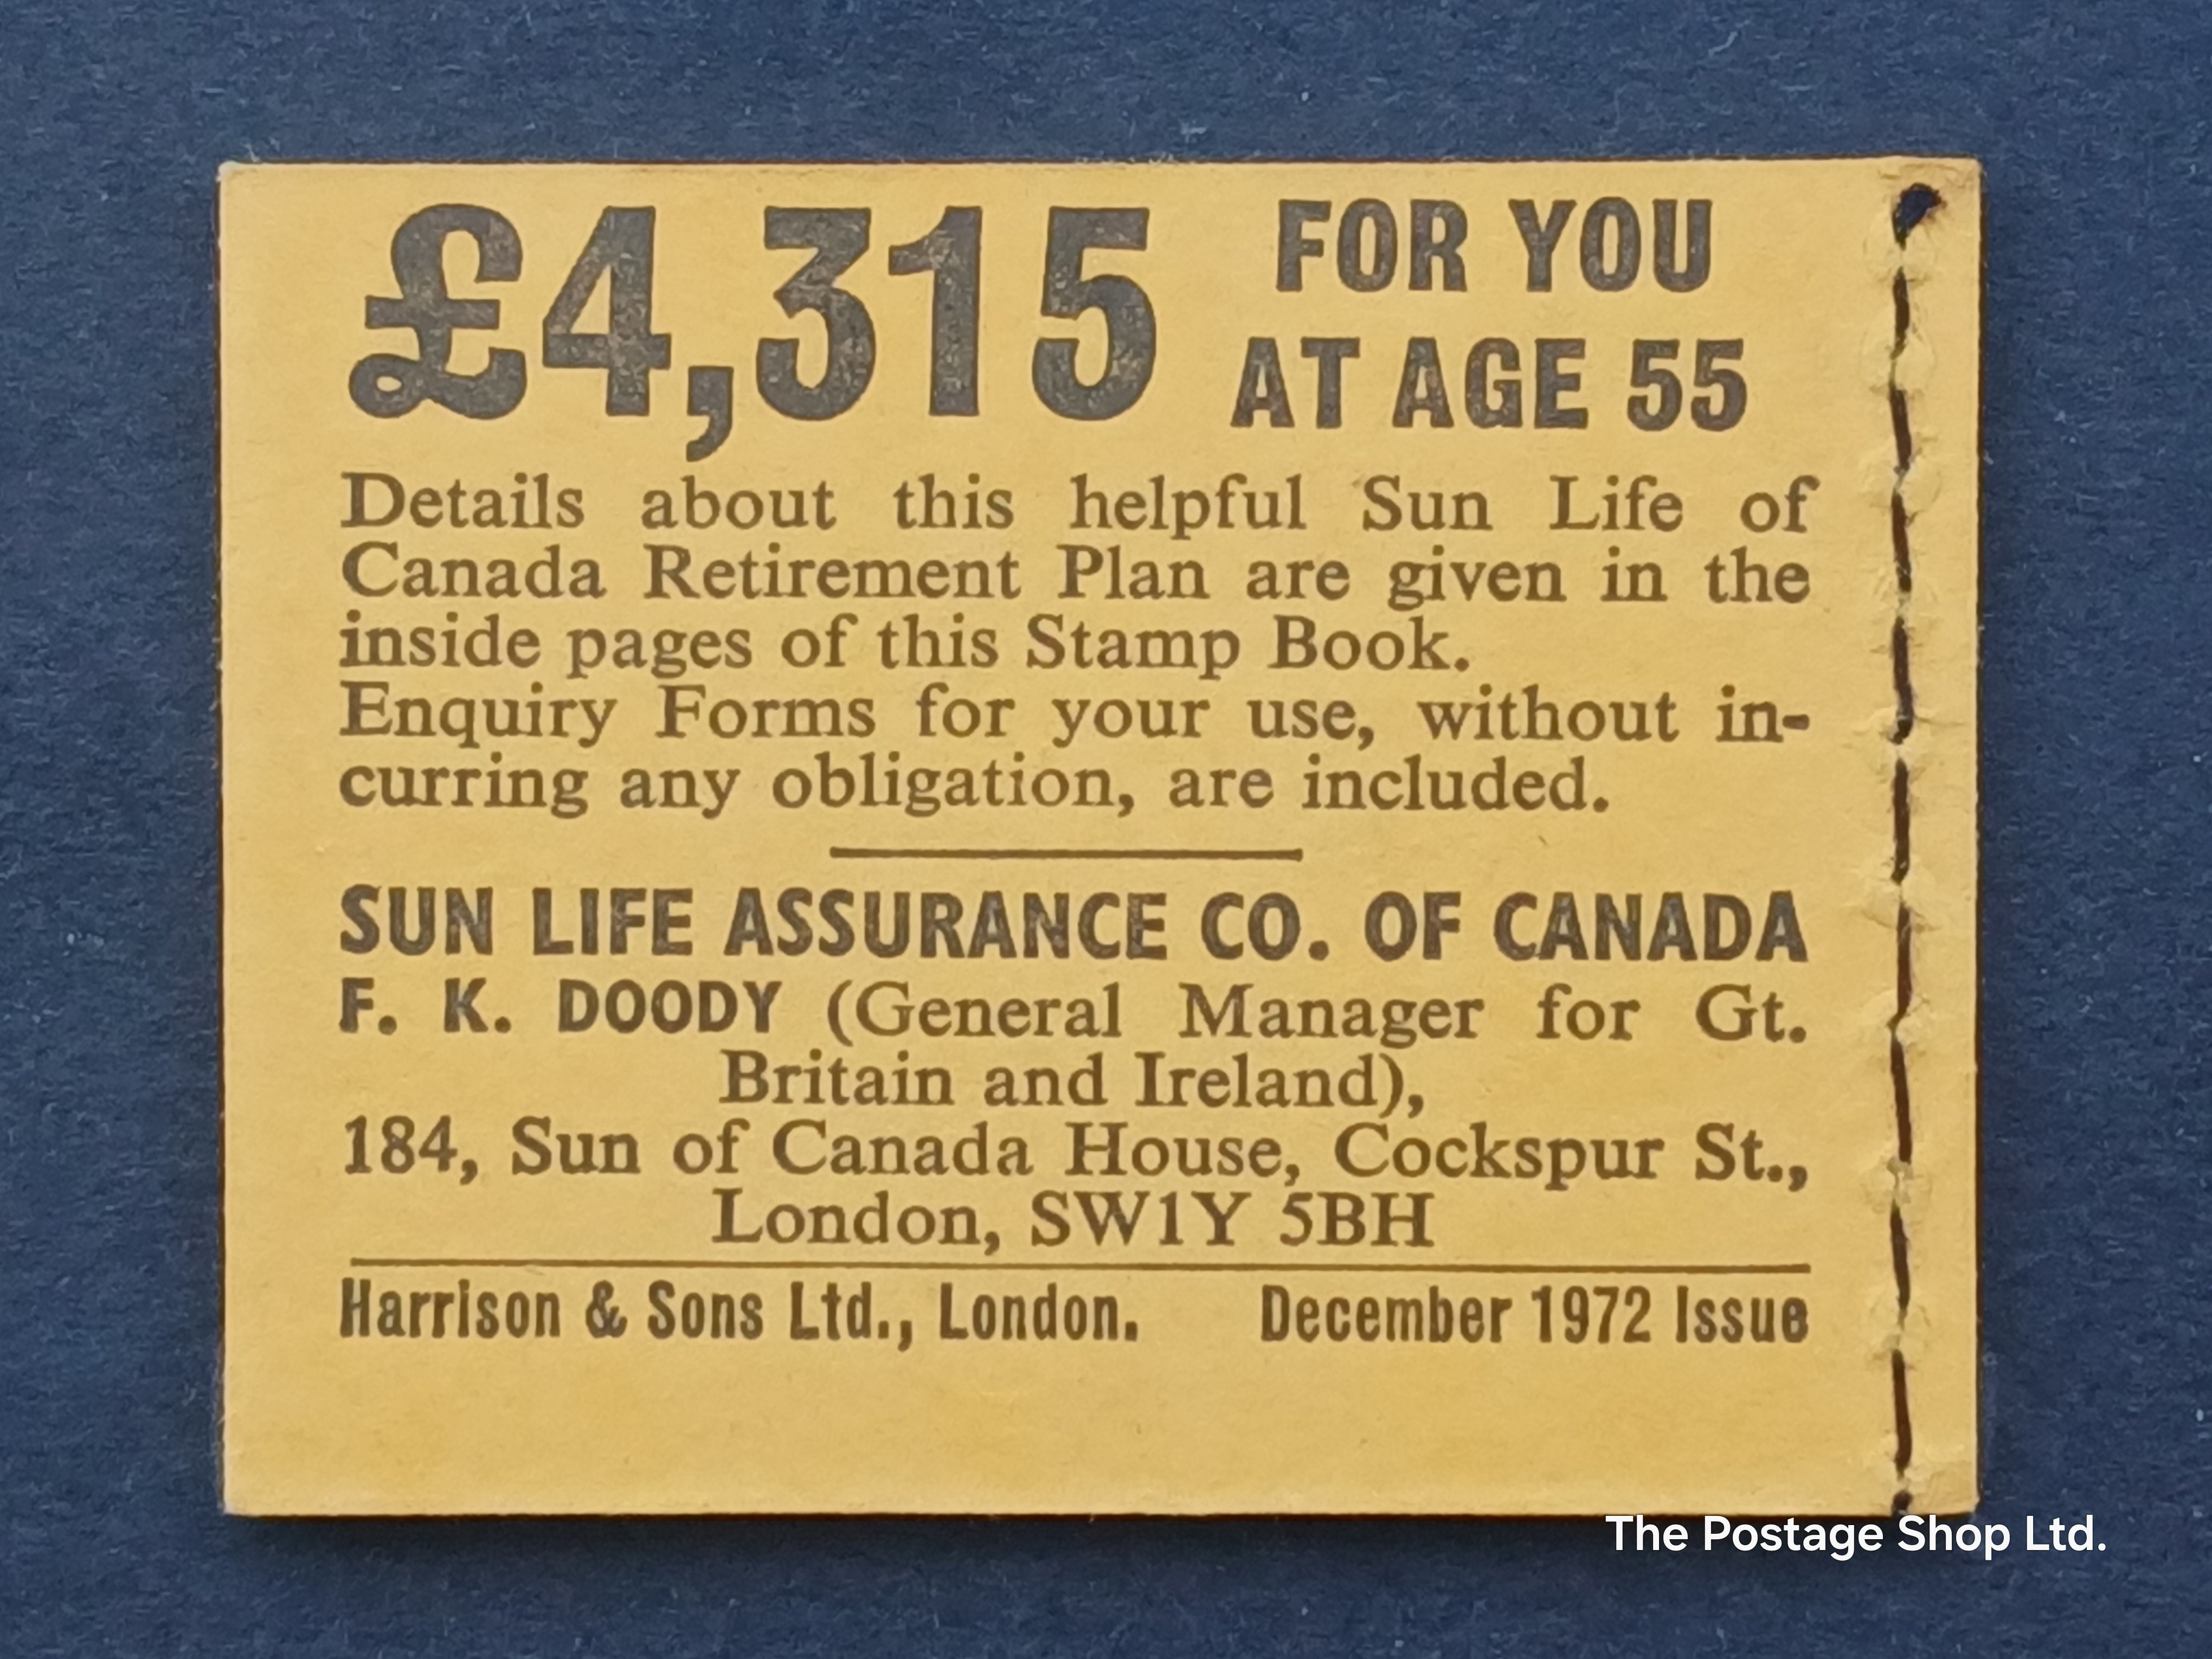 £4,315 FOR YOU
AT AGE 55
Details about this helpful Sun Life of
Canada Retirement Plan are given in the
inside pages of this Stamp Book.
Enquiry Forms for your use, without in-
curring any obligation, are included.
SUN LIFE ASSURANCE CO. OF CANADA
F. K. DOODY (General Manager for Gt.
Britain and Ireland),
184, Sun of Canada House, Cockspur St.,
London, SW1Y 5BH
Harrison & Sons Ltd., London. December 1972 Issue
The Postage Shop Ltd.